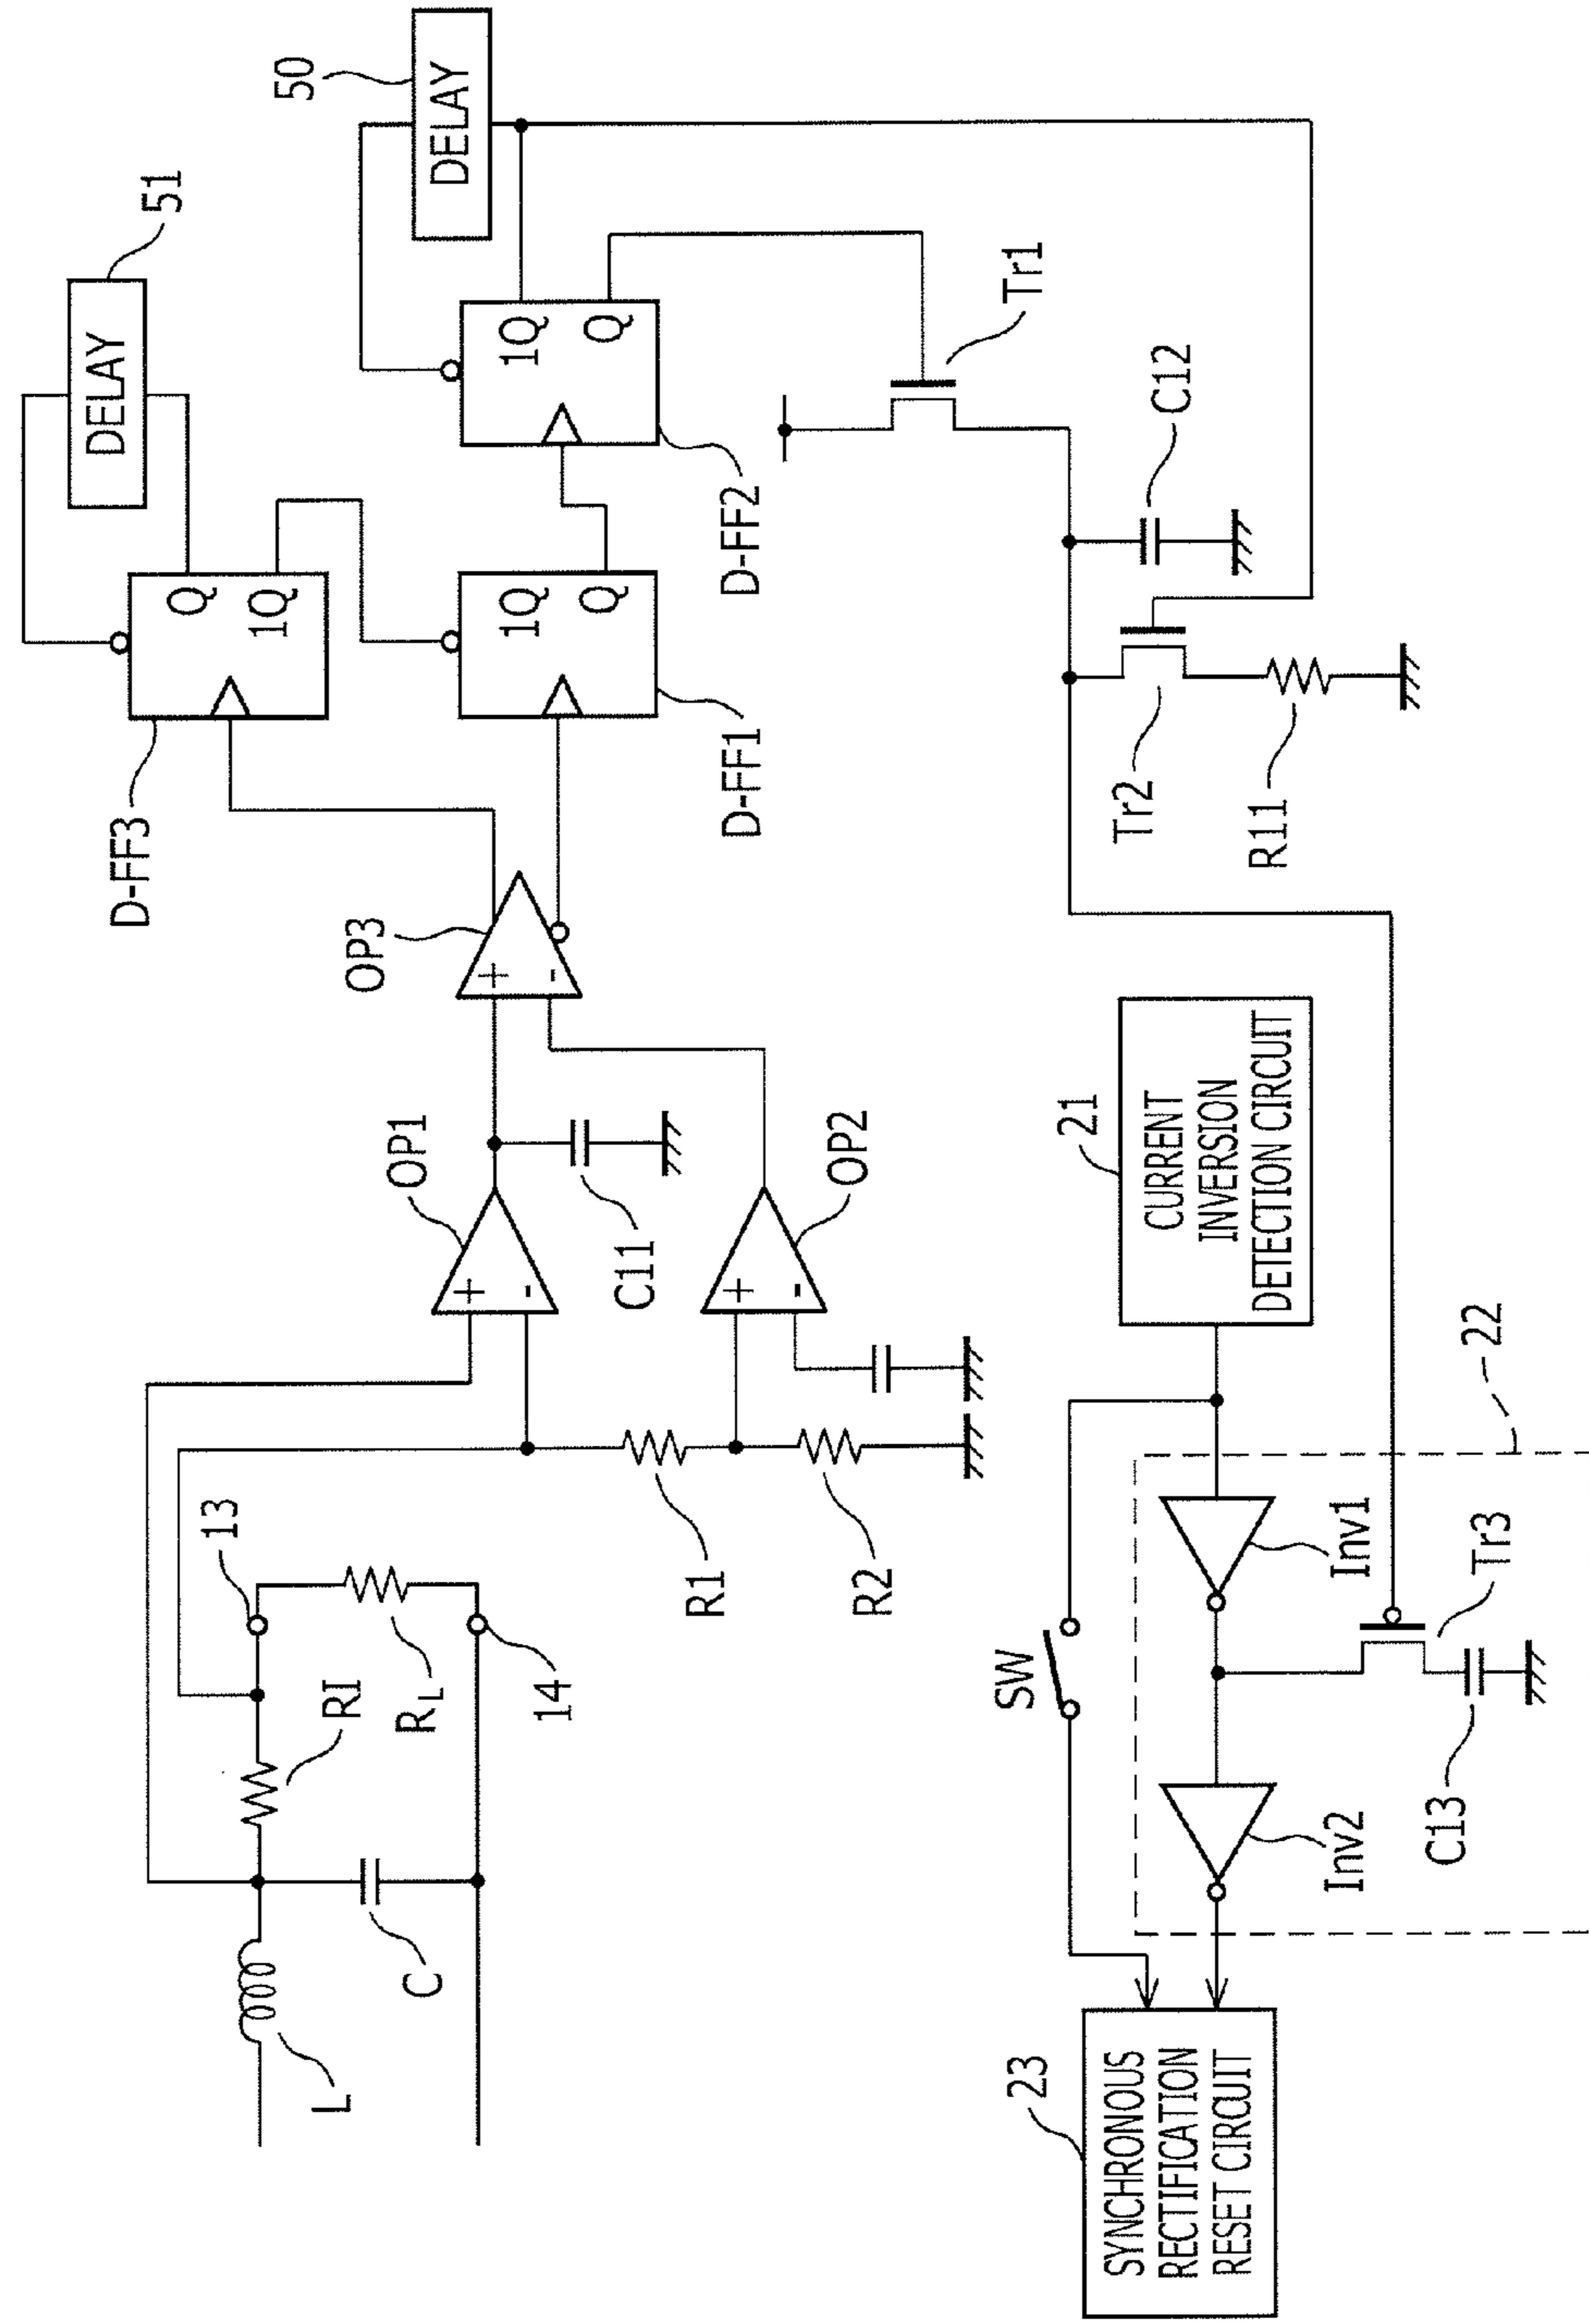 51
DELAY
50
DELAY
Q
1Q
D-FF3
1Q
Q
D-FF2
1Q
Q
D-FF1
OP3
+
-
OP1
+
-
C11
OP2
+
-
13
RI
RL
14
L
C
R1
R2
Tr1
C12
Tr2
R11
21
CURRENT
INVERSION
DETECTION CIRCUIT
22
SW
Inv1
Tr3
Inv2
C13
23
SYNCHRONOUS
RECTIFICATION
RESET CIRCUIT